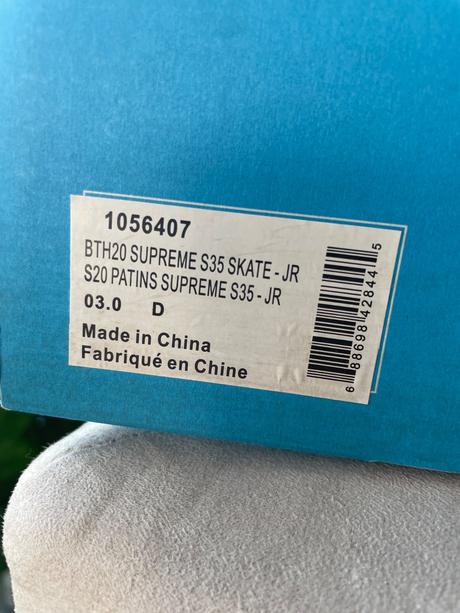 1056407
BTH20 SUPREME S35 SKATE - JR
S20 PATINS SUPREME S35 - JR
03.0 D
Made in China
Fabriqué en Chine
6 88698 42844 5